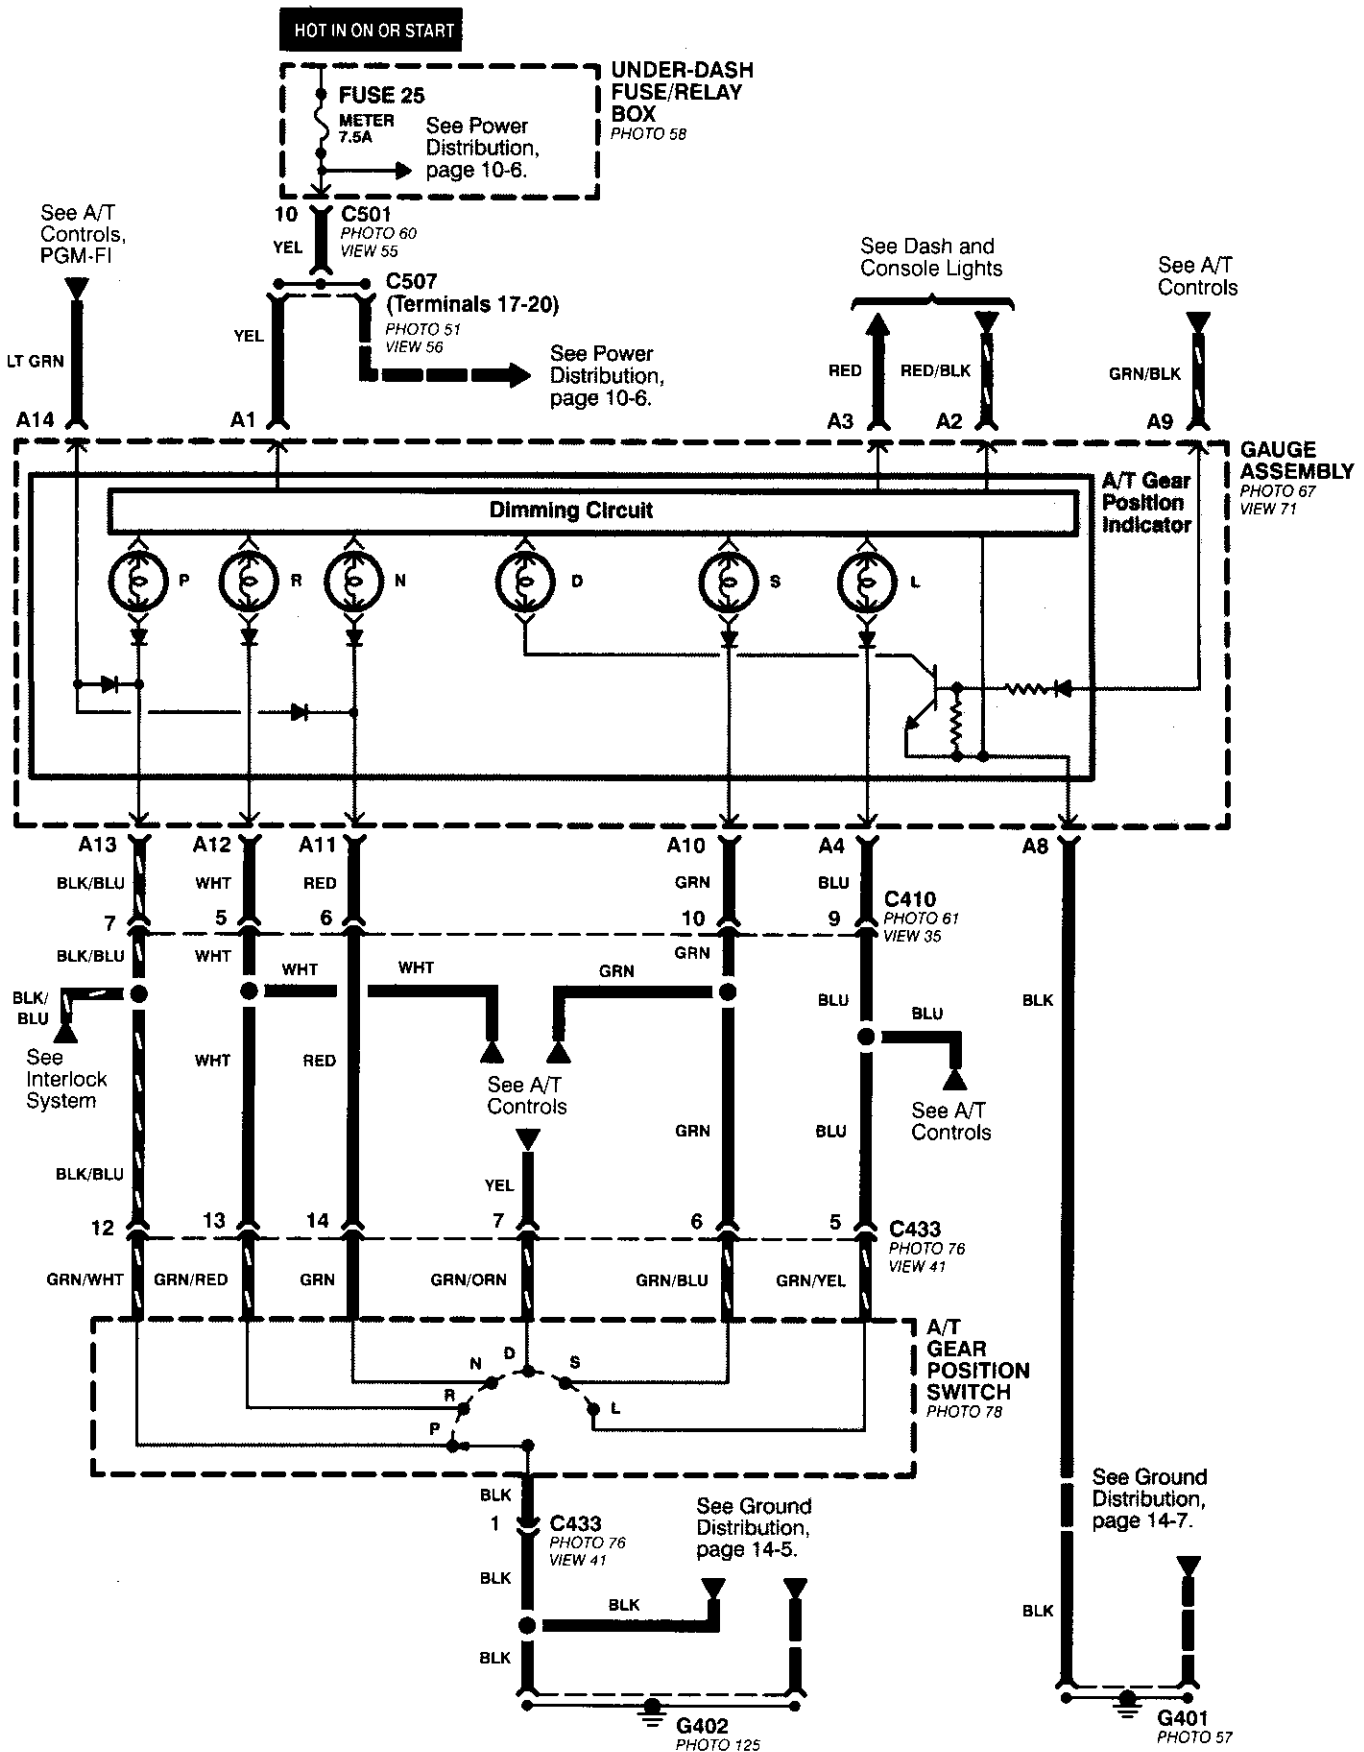 HOT IN ON OR START
UNDER-DASH
FUSE/RELAY
BOX
PHOTO 58
FUSE 25
METER
7.5A
See Power
Distribution,
page 10-6.
10
C501
PHOTO 60
VIEW 55
YEL
See A/T
Controls,
PGM-FI
C507
(Terminals 17-20)
PHOTO 51
VIEW 56
YEL
See Power
Distribution,
page 10-6.
See Dash and
Console Lights
See A/T
Controls
LT GRN
RED
RED/BLK
GRN/BLK
A14
A1
A3
A2
A9
GAUGE
ASSEMBLY
PHOTO 67
VIEW 71
A/T Gear
Position
Indicator
Dimming Circuit
P
R
N
D
S
L
A13
A12
A11
A10
A4
A8
BLK/BLU
WHT
RED
GRN
BLU
C410
PHOTO 61
VIEW 35
7
5
6
10
9
BLK/BLU
WHT
GRN
WHT
WHT
GRN
BLK/
BLU
BLU
BLU
BLK
See
Interlock
System
WHT
RED
See A/T
Controls
See A/T
Controls
GRN
BLU
BLK/BLU
YEL
12
13
14
7
6
5
C433
PHOTO 76
VIEW 41
GRN/WHT
GRN/RED
GRN
GRN/ORN
GRN/BLU
GRN/YEL
A/T
GEAR
POSITION
SWITCH
PHOTO 78
P
R
N
D
S
L
BLK
1
C433
PHOTO 76
VIEW 41
See Ground
Distribution,
page 14-5.
See Ground
Distribution,
page 14-7.
BLK
BLK
BLK
BLK
G402
PHOTO 125
G401
PHOTO 57